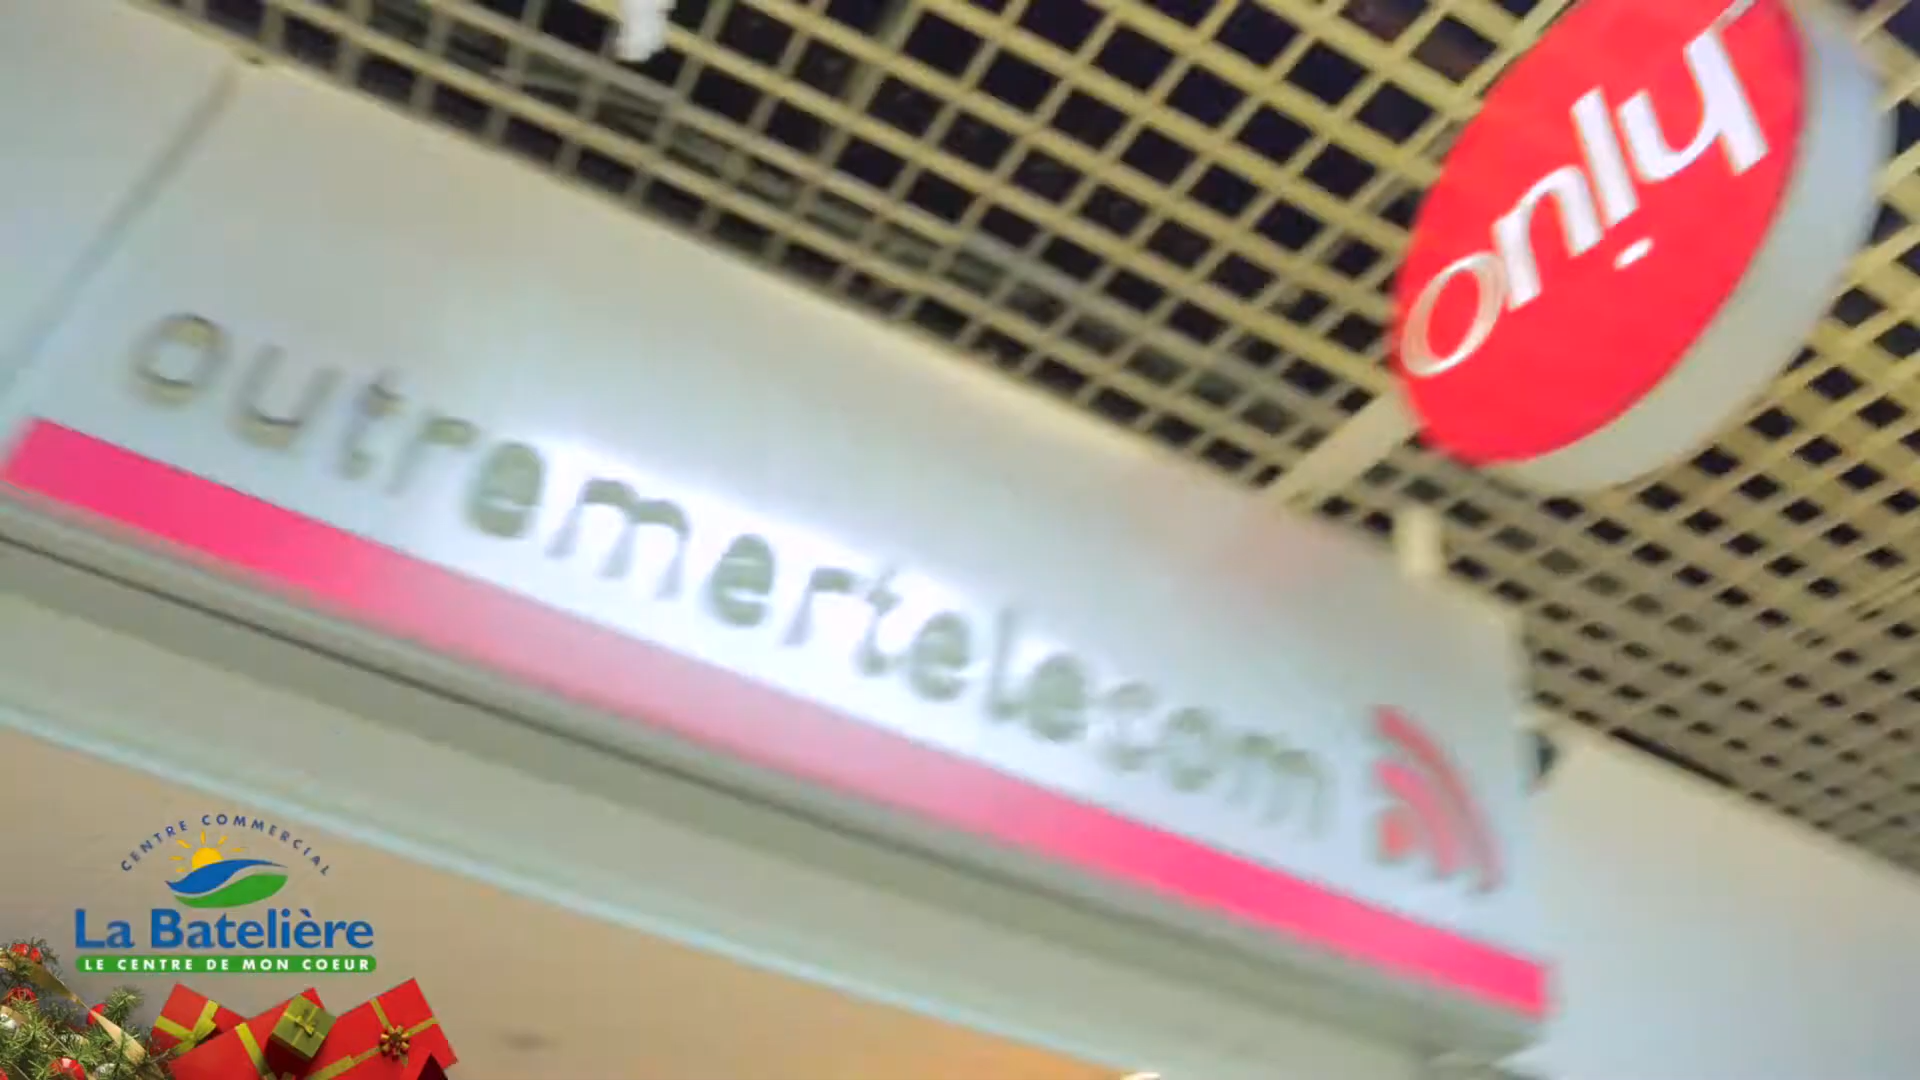 only
outremertelecom
CENTRE COMMERCIAL
La Batelière
LE CENTRE DE MON COEUR